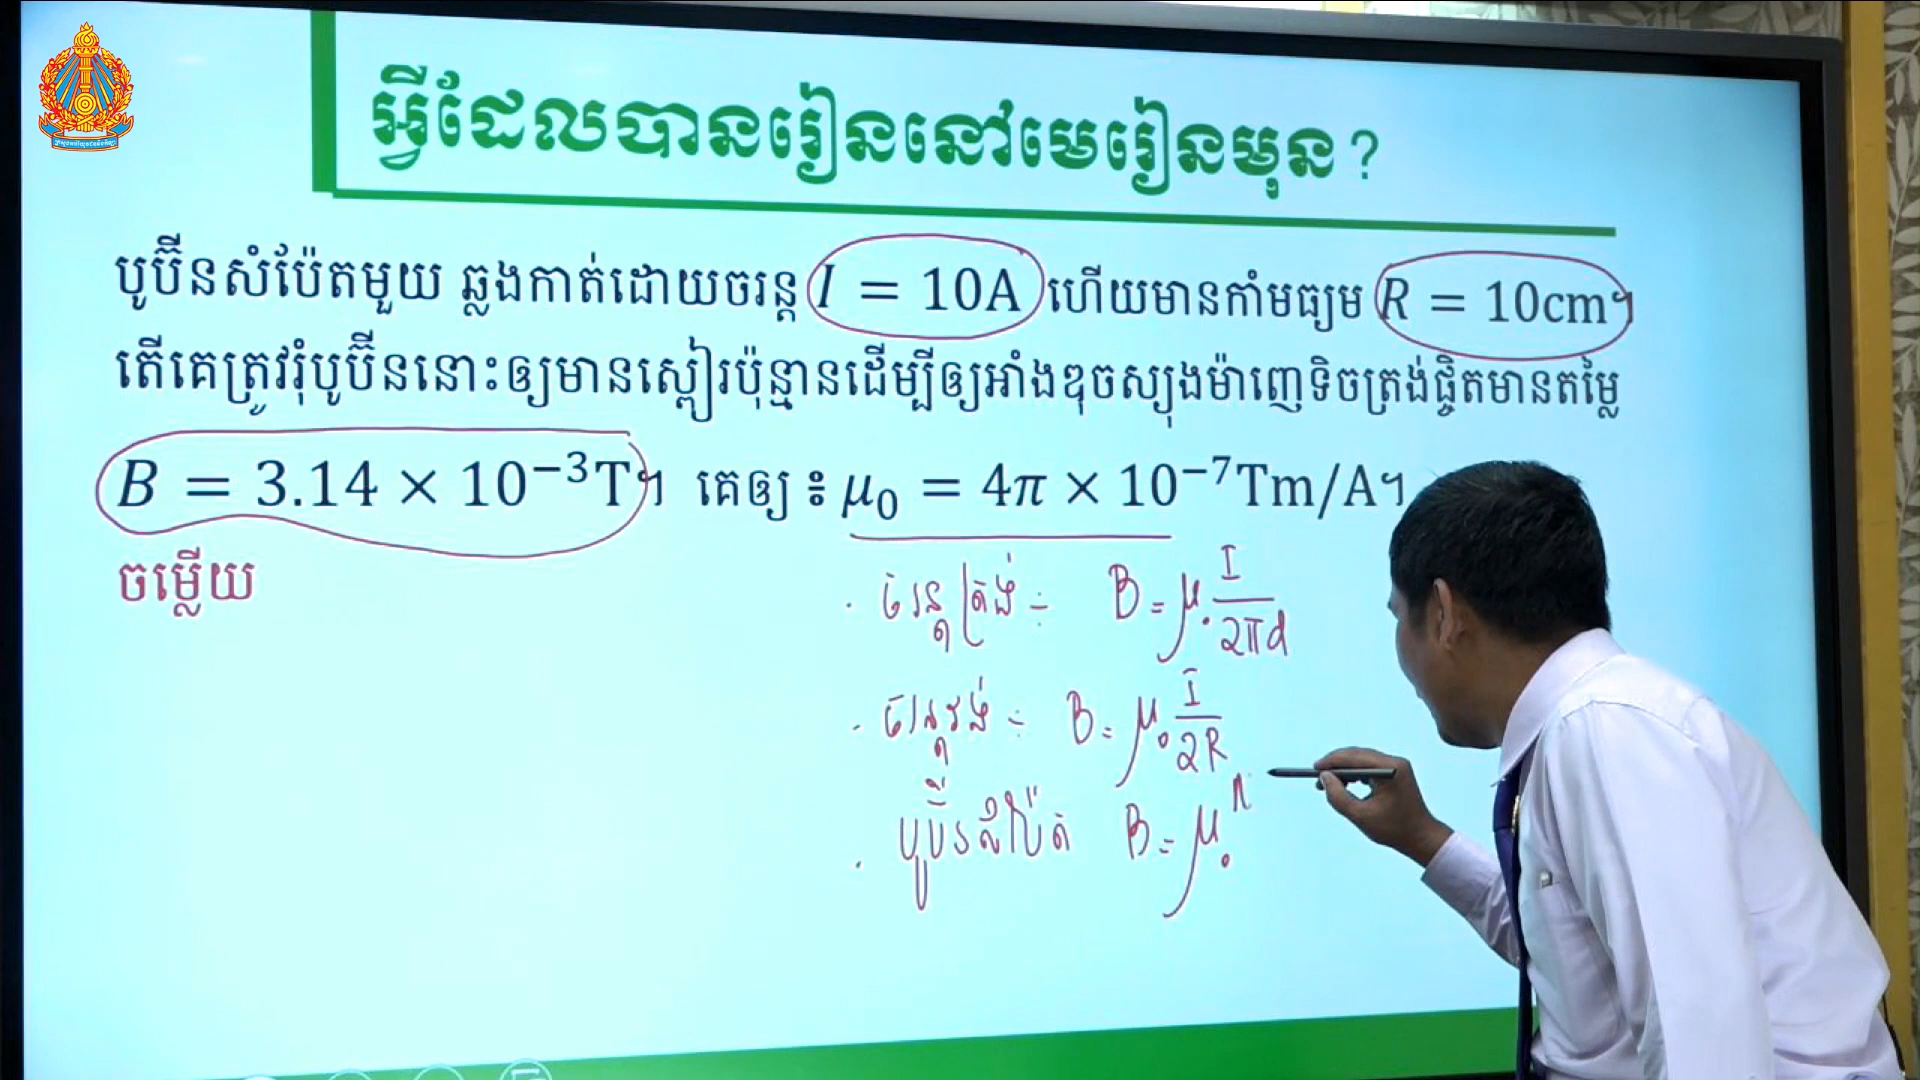 អ្វីដែលបានរៀននៅមេរៀនមុន?
បូប៊ីនសំប៉ែតមួយ ឆ្លងកាត់ដោយចរន្ត I = 10A ហើយមានកាំមធ្យម R = 10cm។
តើគេត្រូវរុំបូប៊ីននោះឲ្យមានស្ពៀរប៉ុន្មានដើម្បីឲ្យអាំងឌុចស្យុងម៉ាញេទិចត្រង់ផ្ចិតមានតម្លៃ
B = 3.14 × 10⁻³T។ គេឲ្យ ៖ μ₀ = 4π × 10⁻⁷Tm/A។
ចម្លើយ
· ចរន្តត្រង់ ÷ B = μ₀ I/2πd
· ចរន្តវង់ ÷ B = μ₀ I/2R
· បូប៊ីនសំប៉ែត B = μ₀ N